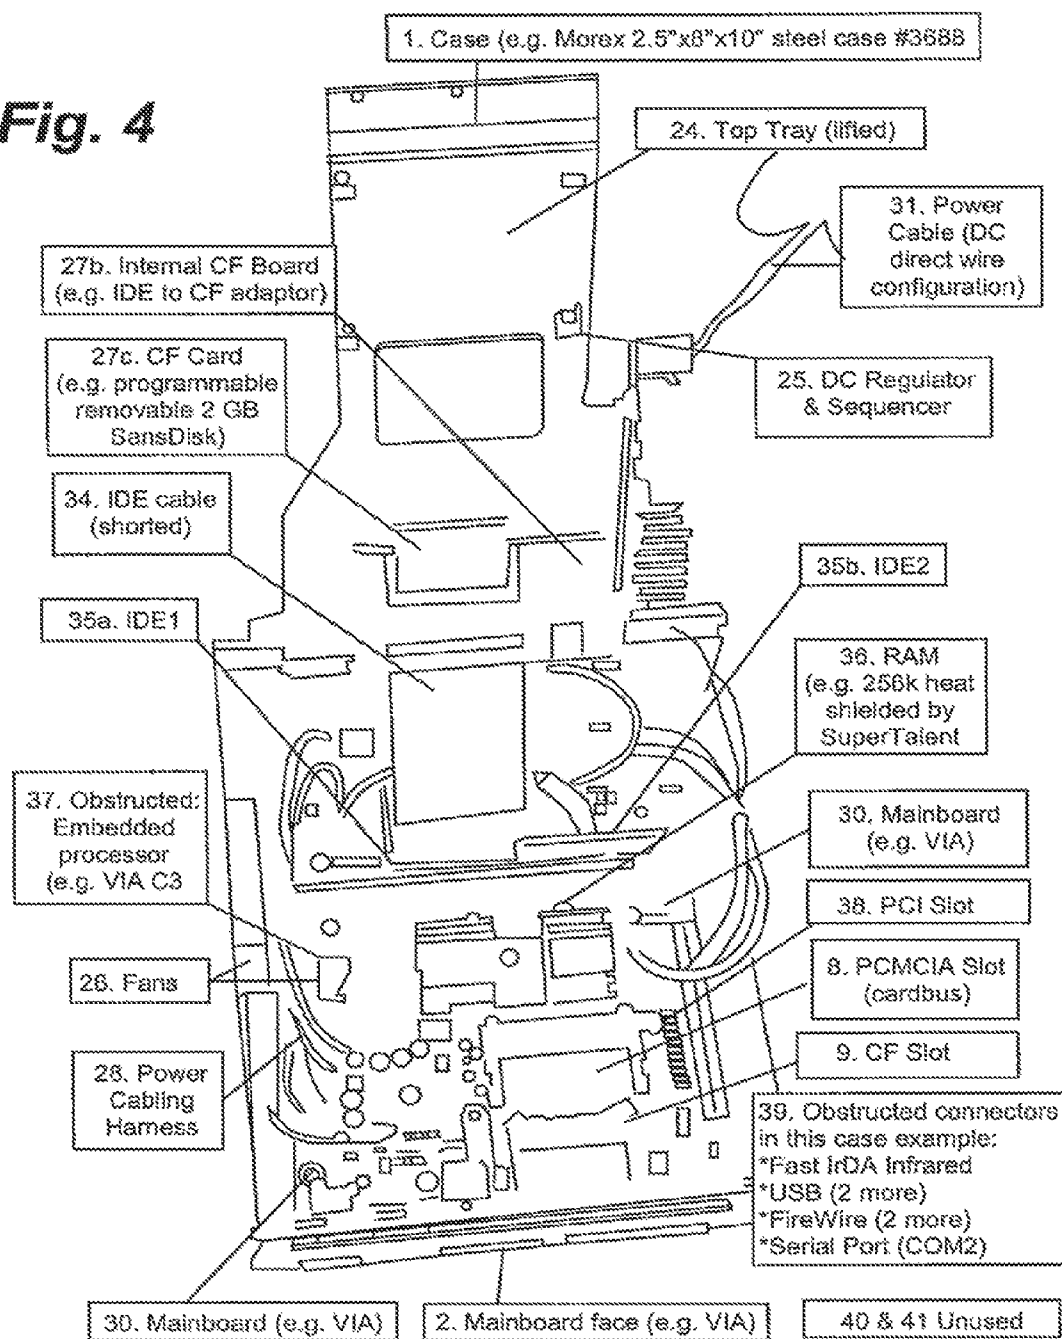 Fig. 4
1. Case (e.g. Morex 2.5"x8"x10" steel case #3688
24. Top Tray (lifted)
31. Power
Cable (DC
direct wire
configuration)
27b. Internal CF Board
(e.g. IDE to CF adaptor)
27c. CF Card
(e.g. programmable
removable 2 GB
SansDisk)
25. DC Regulator
& Sequencer
34. IDE cable
(shorted)
35b. IDE2
35a. IDE1
36. RAM
(e.g. 256k heat
shielded by
SuperTalent
37. Obstructed:
Embedded
processor
(e.g. VIA C3
30. Mainboard
(e.g. VIA)
38. PCI Slot
26. Fans
8. PCMCIA Slot
(cardbus)
9. CF Slot
28. Power
Cabling
Harness
39. Obstructed connectors
in this case example:
*Fast IrDA Infrared
*USB (2 more)
*FireWire (2 more)
*Serial Port (COM2)
30. Mainboard (e.g. VIA)
2. Mainboard face (e.g. VIA)
40 & 41 Unused